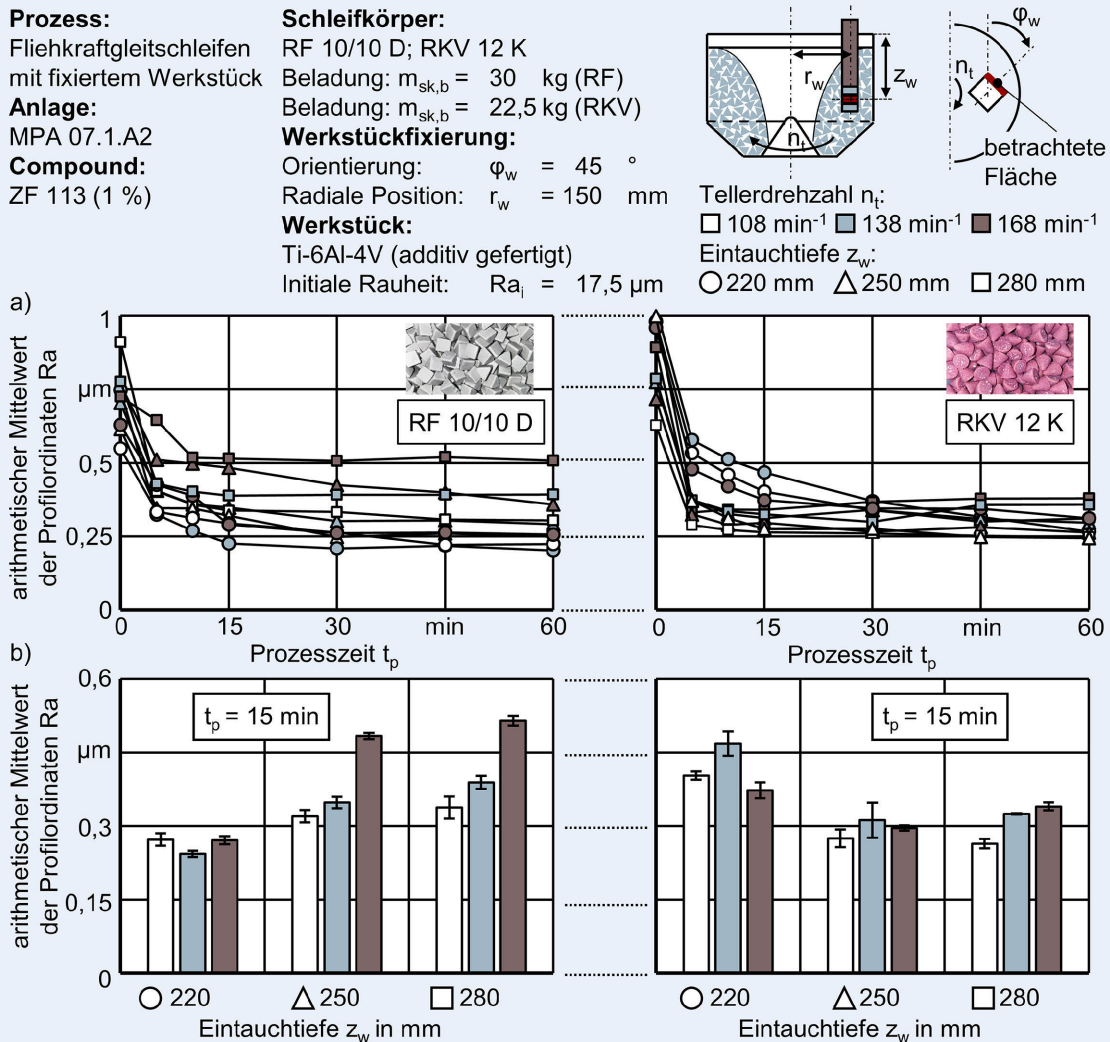 Prozess:
Fliehkraftgleitschleifen
mit fixiertem Werkstück
Anlage:
MPA 07.1.A2
Compound:
ZF 113 (1 %)
Schleifkörper:
RF 10/10 D; RKV 12 K
Beladung: m_sk,b = 30 kg (RF)
Beladung: m_sk,b = 22,5 kg (RKV)
Werkstückfixierung:
Orientierung: φ_w = 45 °
Radiale Position: r_w = 150 mm
Werkstück:
Ti-6Al-4V (additiv gefertigt)
Initiale Rauheit: Ra_i = 17,5 µm
r_w
z_w
n_t
φ_w
n_t
betrachtete
Fläche
Tellerdrehzahl n_t:
108 min⁻¹ 138 min⁻¹ 168 min⁻¹
Eintauchtiefe z_w:
220 mm 250 mm 280 mm
a)
arithmetischer Mittelwert
der Profilordinaten Ra
1
µm
0,5
0,25
0
RF 10/10 D
0 15 30 min 60
Prozesszeit t_p
RKV 12 K
0 15 30 min 60
Prozesszeit t_p
b)
arithmetischer Mittelwert
der Profilordinaten Ra
0,6
µm
0,3
0,15
0
t_p = 15 min
220 250 280
Eintauchtiefe z_w in mm
t_p = 15 min
220 250 280
Eintauchtiefe z_w in mm